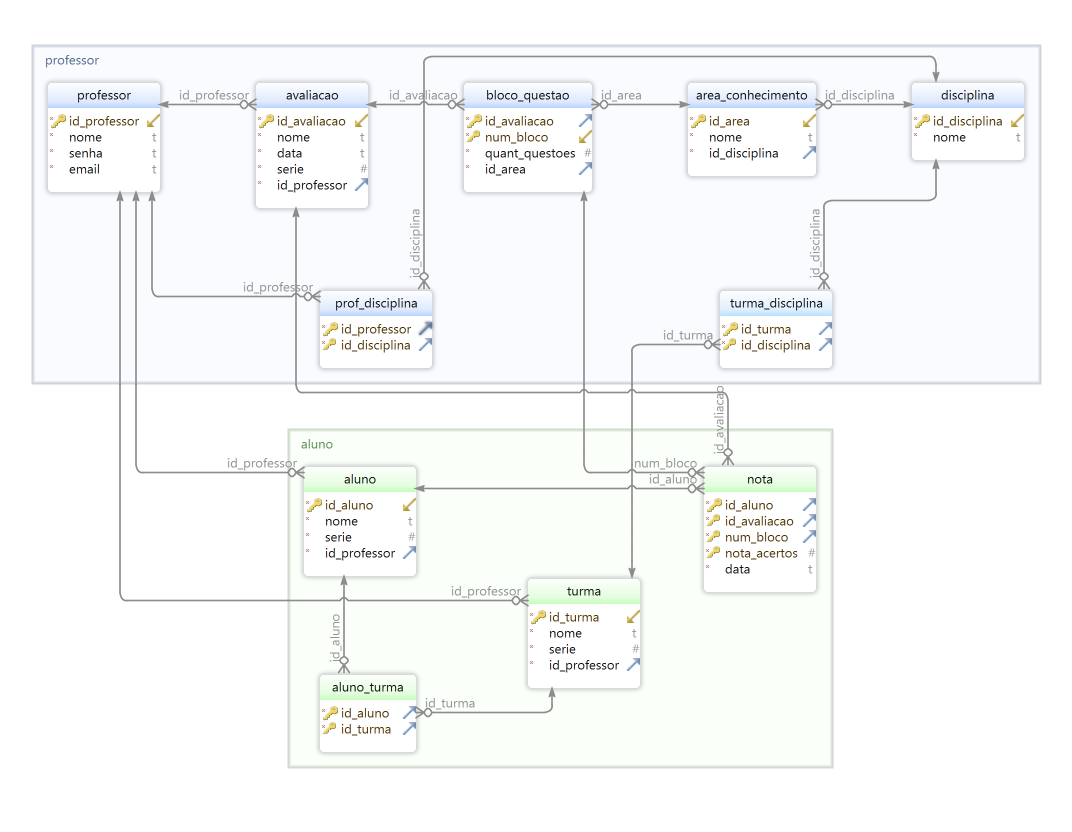 professor
professor
id_professor
nome t
senha t
email t
id_professor
avaliacao
id_avaliacao
nome t
data t
serie #
id_professor
id_avaliacao
bloco_questao
id_avaliacao
num_bloco
quant_questoes #
id_area
id_area
area_conhecimento
id_area
nome t
id_disciplina
id_disciplina
disciplina
id_disciplina
nome t
id_disciplina
id_disciplina
id_professor
prof_disciplina
id_professor
id_disciplina
id_turma
turma_disciplina
id_turma
id_disciplina
id_avaliacao
aluno
id_professor
aluno
id_aluno
nome t
serie #
id_professor
num_bloco
id_aluno
nota
id_aluno
id_avaliacao
num_bloco
nota_acertos #
data t
id_professor
turma
id_turma
nome t
serie #
id_professor
id_aluno
aluno_turma
id_aluno
id_turma
id_turma